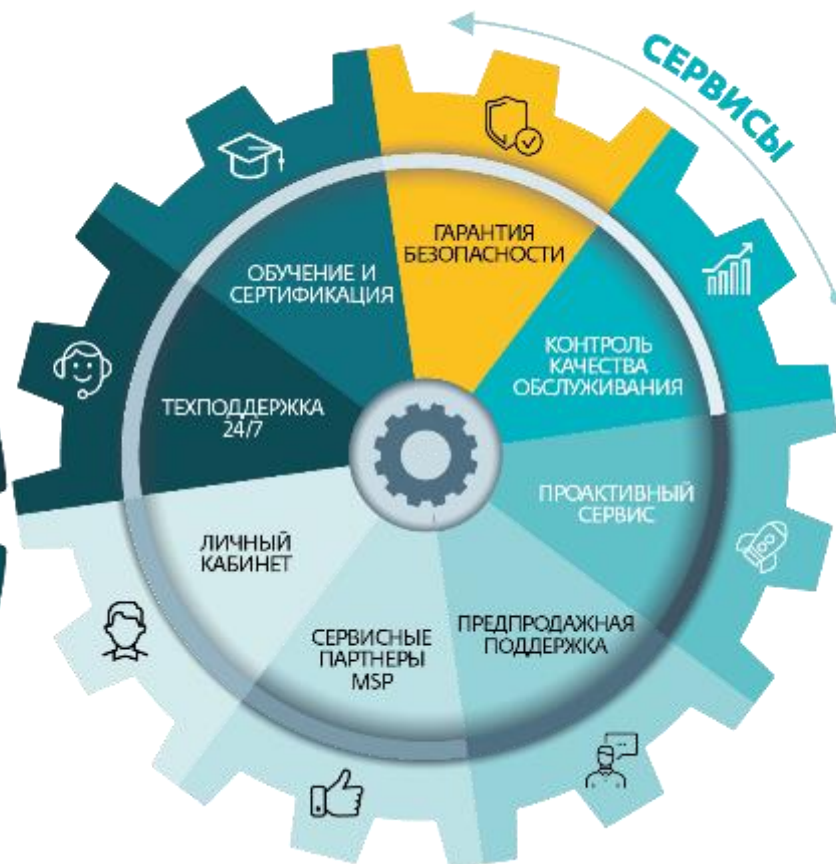 СЕРВИСЫ
ГАРАНТИЯ
БЕЗОПАСНОСТИ
КОНТРОЛЬ
КАЧЕСТВА
ОБСЛУЖИВАНИЯ
ПРОАКТИВНЫЙ
СЕРВИС
ПРЕДПРОДАЖНАЯ
ПОДДЕРЖКА
СЕРВИСНЫЕ
ПАРТНЕРЫ
MSP
ЛИЧНЫЙ
КАБИНЕТ
ТЕХПОДДЕРЖКА
24/7
ОБУЧЕНИЕ И
СЕРТИФИКАЦИЯ